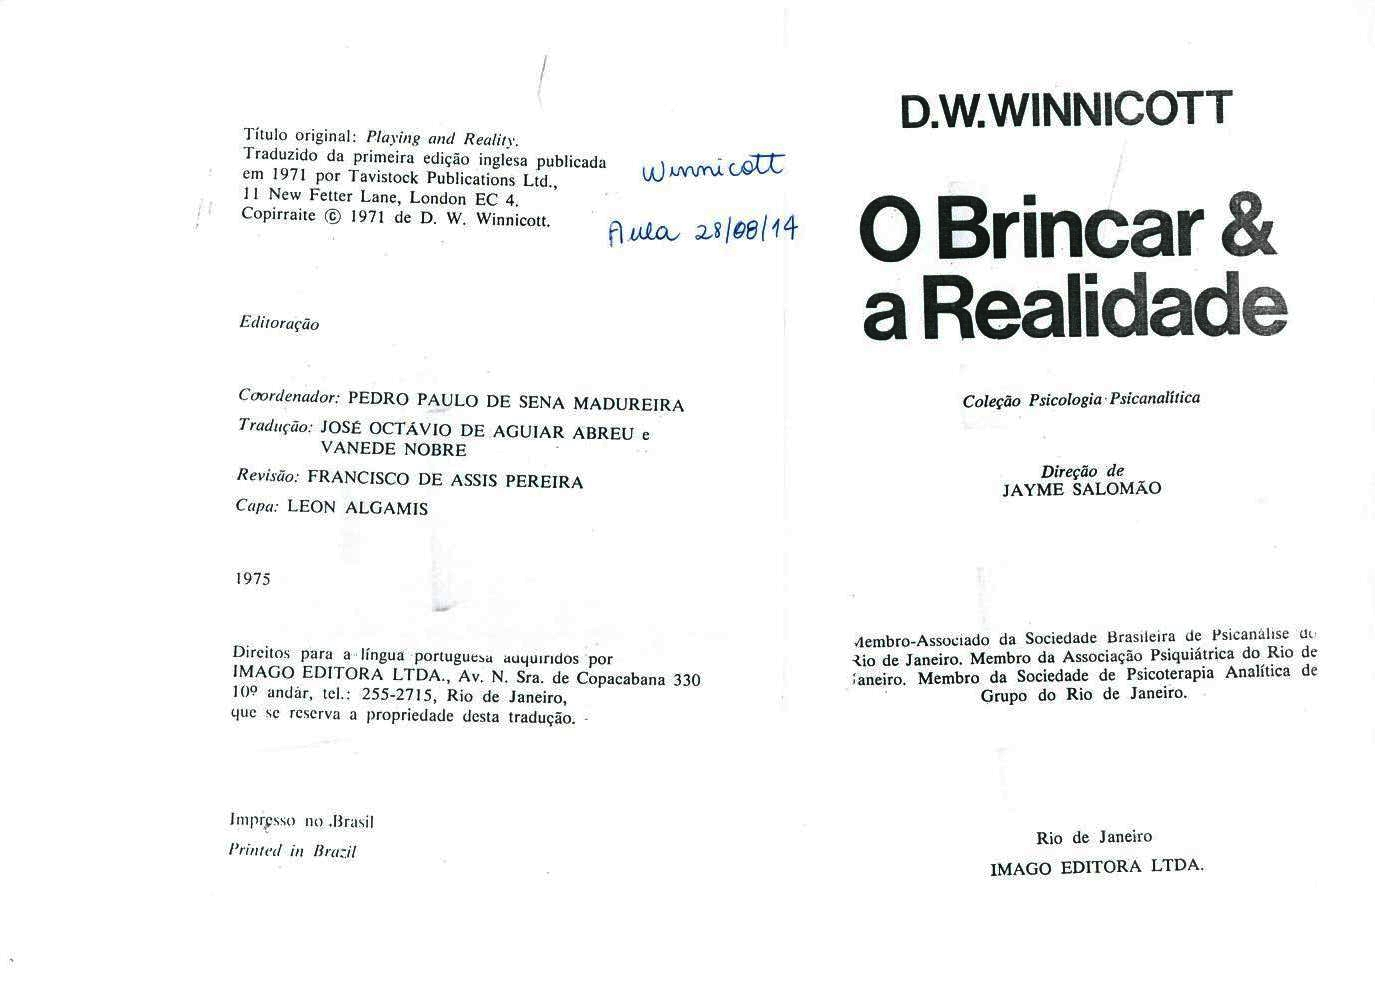 Título original: Playing and Reality.
Traduzido da primeira edição inglesa publicada
em 1971 por Tavistock Publications Ltd.,
11 New Fetter Lane, London EC 4.
Copirraite © 1971 de D. W. Winnicott.
Winnicott
Aula 28/08/14
Editoração
Coordenador: PEDRO PAULO DE SENA MADUREIRA
Tradução: JOSÉ OCTÁVIO DE AGUIAR ABREU e
VANEDE NOBRE
Revisão: FRANCISCO DE ASSIS PEREIRA
Capa: LEON ALGAMIS
1975
Direitos para a língua portuguesa adquiridos por
IMAGO EDITORA LTDA., Av. N. Sra. de Copacabana 330
10º andar, tel.: 255-2715, Rio de Janeiro,
que se reserva a propriedade desta tradução.
Impresso no Brasil
Printed in Brazil
D.W.WINNICOTT
O Brincar &
a Realidade
Coleção Psicologia Psicanalítica
Direção de
JAYME SALOMÃO
Membro-Associado da Sociedade Brasileira de Psicanálise do
Rio de Janeiro. Membro da Associação Psiquiátrica do Rio de
Janeiro. Membro da Sociedade de Psicoterapia Analítica de
Grupo do Rio de Janeiro.
Rio de Janeiro
IMAGO EDITORA LTDA.